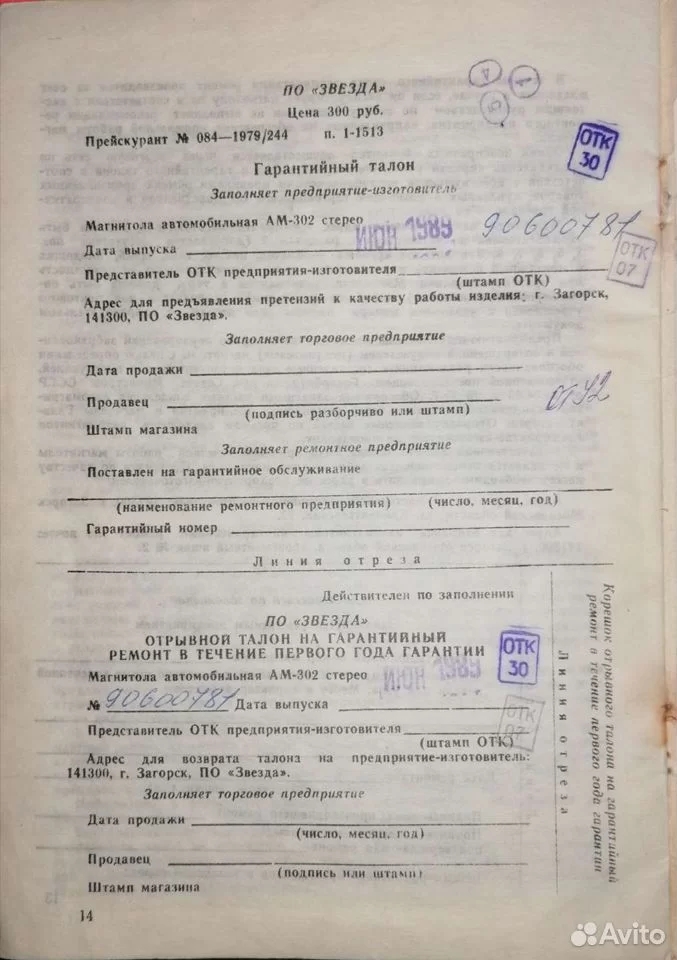 4 1
5
ПО «ЗВЕЗДА»
Цена 300 руб.
Прейскурант № 084—1979/244 п. 1-1513
ОТК
30
Гарантийный талон
Заполняет предприятие-изготовитель
Магнитола автомобильная АМ-302 стерео
ИЮН 1989
90600781
Дата выпуска
ОТК
07
Представитель ОТК предприятия-изготовителя
(штамп ОТК)
Адрес для предъявления претензий к качеству работы изделия: г. Загорск,
141300, ПО «Звезда».
Заполняет торговое предприятие
Дата продажи
Продавец
(подпись разборчиво или штамп)
Штамп магазина
Заполняет ремонтное предприятие
Поставлен на гарантийное обслуживание
(наименование ремонтного предприятия) (число, месяц, год)
Гарантийный номер
Линия отреза
Действителен по заполнении
ПО «ЗВЕЗДА»
ОТРЫВНОЙ ТАЛОН НА ГАРАНТИЙНЫЙ
РЕМОНТ В ТЕЧЕНИЕ ПЕРВОГО ГОДА ГАРАНТИИ
ОТК
30
Магнитола автомобильная АМ-302 стерео
ИЮН 1989
№ 90600781 Дата выпуска
ОТК
07
Представитель ОТК предприятия-изготовителя
(штамп ОТК)
Адрес для возврата талона на предприятие-изготовитель:
141300, г. Загорск, ПО «Звезда».
Заполняет торговое предприятие
Дата продажи
(число, месяц, год)
Продавец
(подпись или штамп)
Штамп магазина
14
Линия отреза
Корешок отрывного талона на гарантийный
ремонт в течение первого года гарантии
Avito